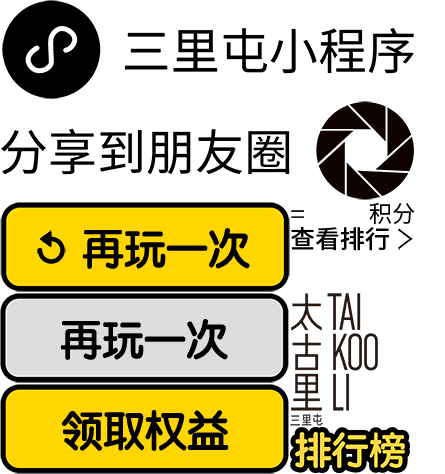 三里屯小程序
分享到朋友圈
= 积分
查看排行 >
再玩一次
再玩一次
领取权益
太古里
TAI
KOO
LI
三里屯
排行榜